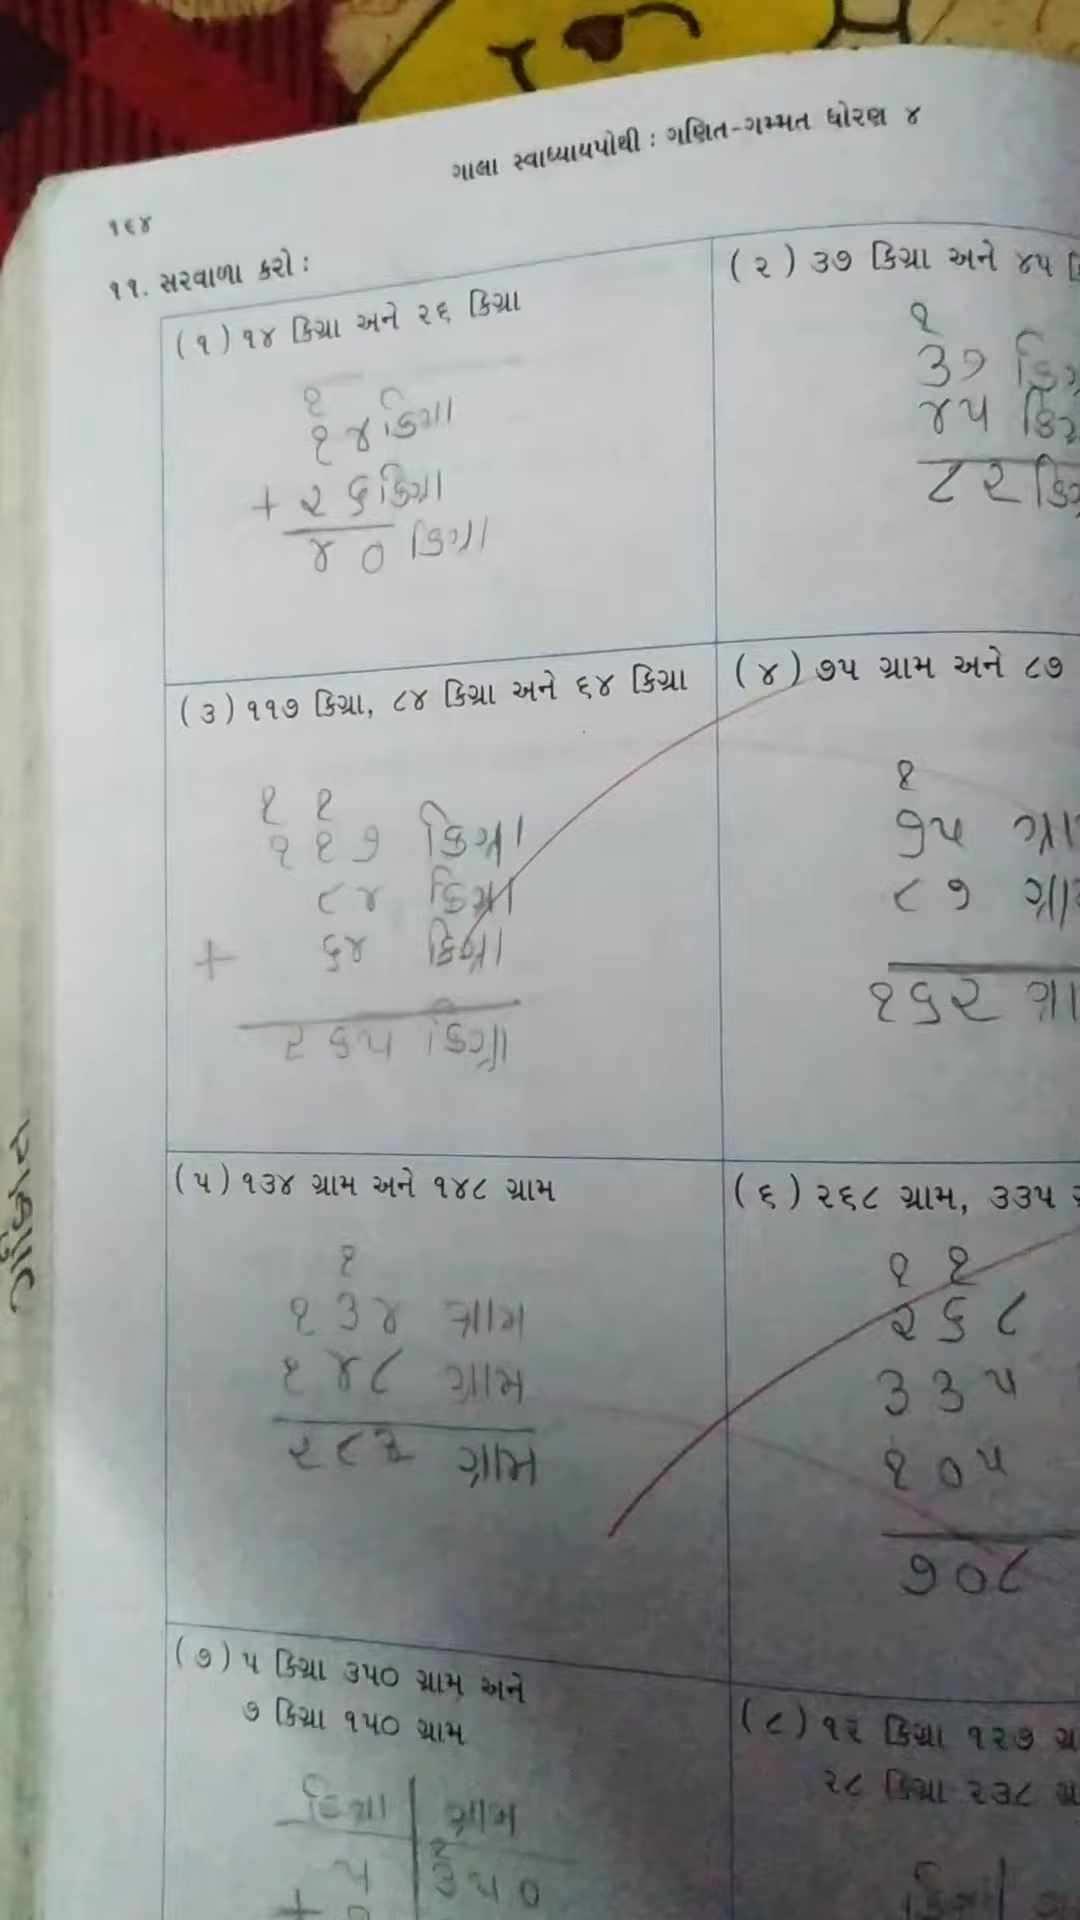 ગાલા સ્વાધ્યાયપોથી : ગણિત-ગમ્મત ધોરણ ૪
૧૬૪
૧૧. સરવાળા કરો :
(૧) ૧૪ કિગ્રા અને ૨૬ કિગ્રા
૧
૧૪ કિગ્રા
+ ૨૬ કિગ્રા
૪૦ કિગ્રા
(૨) ૩૭ કિગ્રા અને ૪૫ કિ
૧
૩૭ કિગ્ર
૪૫ કિગ્ર
૮૨ કિગ્ર
(૩) ૧૧૭ કિગ્રા, ૮૪ કિગ્રા અને ૬૪ કિગ્રા
૧ ૧
૧૧૭ કિગ્રા
૮૪ કિગ્રા
+ ૬૪ કિગ્રા
૨૬૫ કિગ્રા
(૪) ૭૫ ગ્રામ અને ૮૭
૧
૭૫ ગ્રા
૮૭ ગ્રા
૧૬૨ ગ્રા
(૫) ૧૩૪ ગ્રામ અને ૧૪૮ ગ્રામ
૧
૧૩૪ ગ્રામ
૧૪૮ ગ્રામ
૨૮૨ ગ્રામ
(૬) ૨૬૮ ગ્રામ, ૩૩૫
૧ ૧
૨૬૮
૩૩૫
૧૦૫
૭૦૮
(૭) ૫ કિગ્રા ૩૫૦ ગ્રામ અને
૭ કિગ્રા ૧૫૦ ગ્રામ
કિગ્રા ગ્રામ
૧
૫ ૩૫૦
+
(૮) ૧૨ કિગ્રા ૧૨૭ ગ્ર
૨૮ કિગ્રા ૨૩૮ ગ્ર